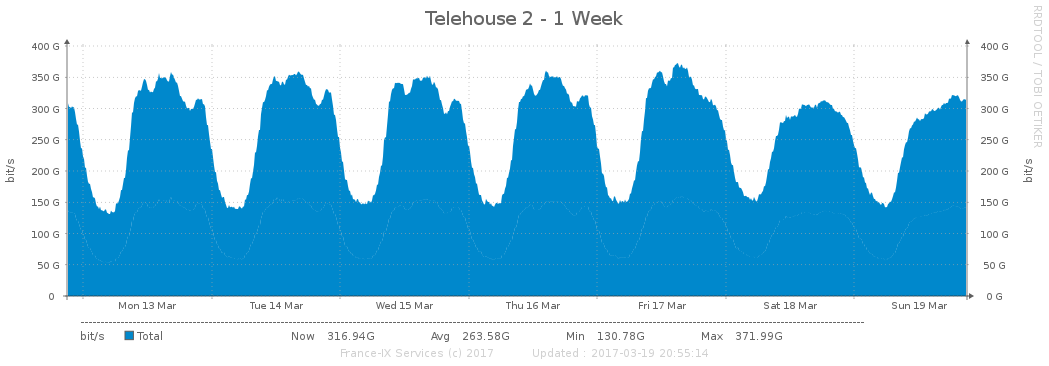 Telehouse 2 - 1 Week
RRDTOOL / TOBI OETIKER
400 G 400 G
350 G 350 G
300 G 300 G
250 G 250 G
200 G 200 G
150 G 150 G
100 G 100 G
50 G 50 G
0 0 G
bit/s
bit/s
Mon 13 Mar Tue 14 Mar Wed 15 Mar Thu 16 Mar Fri 17 Mar Sat 18 Mar Sun 19 Mar
bit/s Total Now 316.94G Avg 263.58G Min 130.78G Max 371.99G
France-IX Services (c) 2017 Updated : 2017-03-19 20:55:14